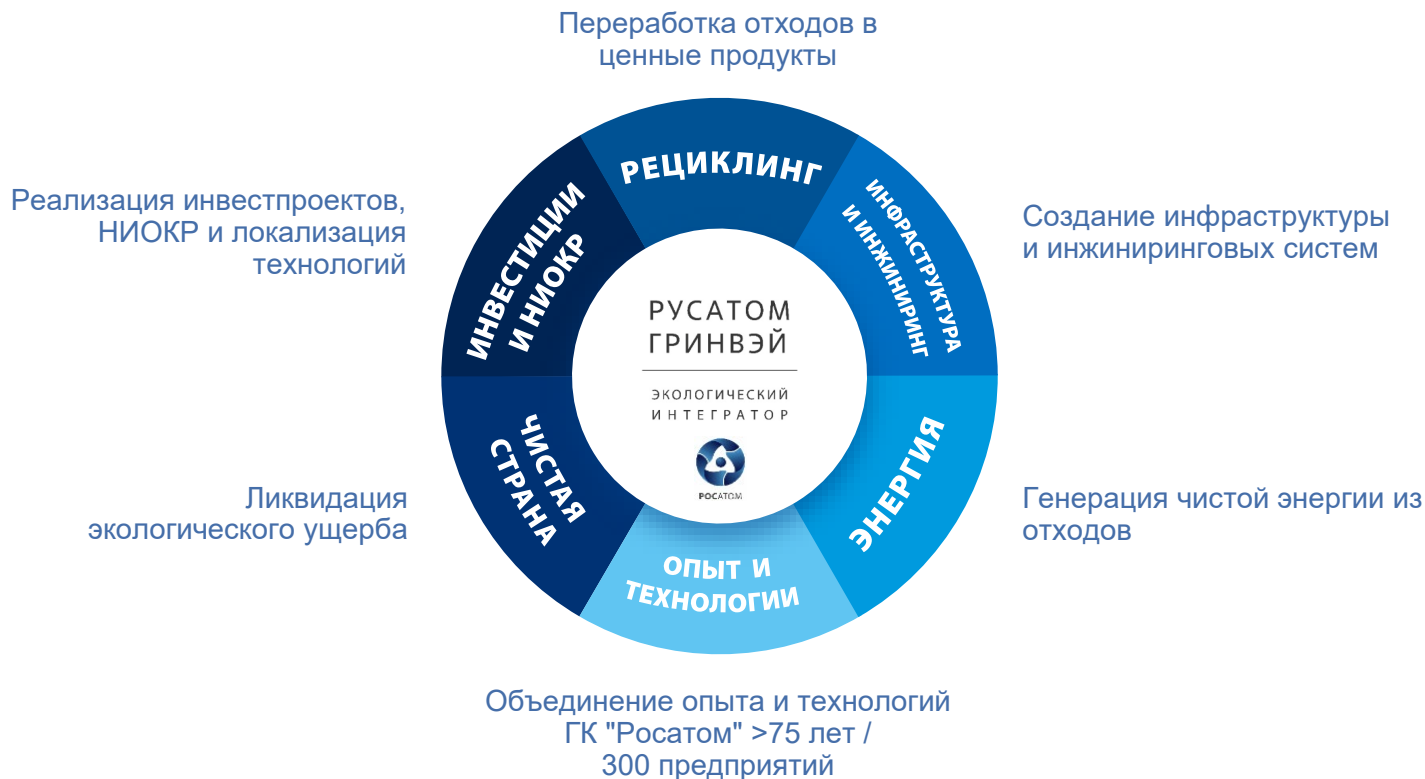 Переработка отходов в
ценные продукты
РЕЦИКЛИНГ
ИНФРАСТРУКТУРА
И ИНЖИНИРИНГ
Создание инфраструктуры
и инжиниринговых систем
ЭНЕРГИЯ
Генерация чистой энергии из
отходов
ОПЫТ И
ТЕХНОЛОГИИ
Объединение опыта и технологий
ГК "Росатом" >75 лет /
300 предприятий
ЧИСТАЯ
СТРАНА
Ликвидация
экологического ущерба
ИНВЕСТИЦИИ
И НИОКР
Реализация инвестпроектов,
НИОКР и локализация
технологий
РУСАТОМ
ГРИНВЭЙ
ЭКОЛОГИЧЕСКИЙ
ИНТЕГРАТОР
РОСАТОМ